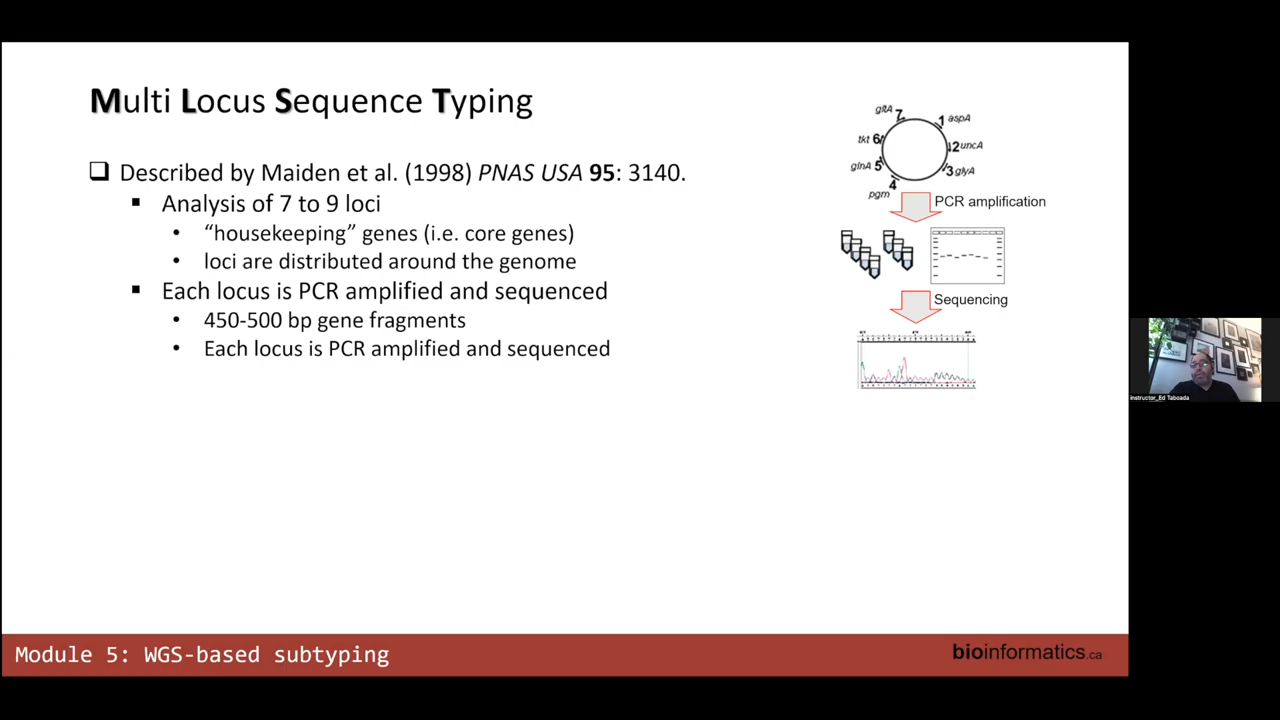 Multi Locus Sequence Typing
❑ Described by Maiden et al. (1998) PNAS USA 95: 3140.
▪ Analysis of 7 to 9 loci
• “housekeeping” genes (i.e. core genes)
• loci are distributed around the genome
▪ Each locus is PCR amplified and sequenced
• 450-500 bp gene fragments
• Each locus is PCR amplified and sequenced
gltA 7
1 aspA
tkt 6
2 uncA
glnA 5
3 glyA
4
pgm
PCR amplification
Sequencing
instructor_Ed Taboada
Module 5: WGS-based subtyping
bioinformatics.ca